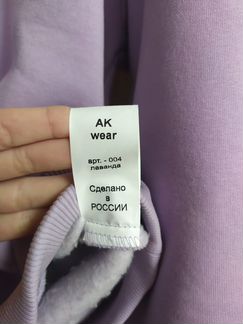 AK
wear
арт. - 004
лаванда
Сделано
в
РОССИИ